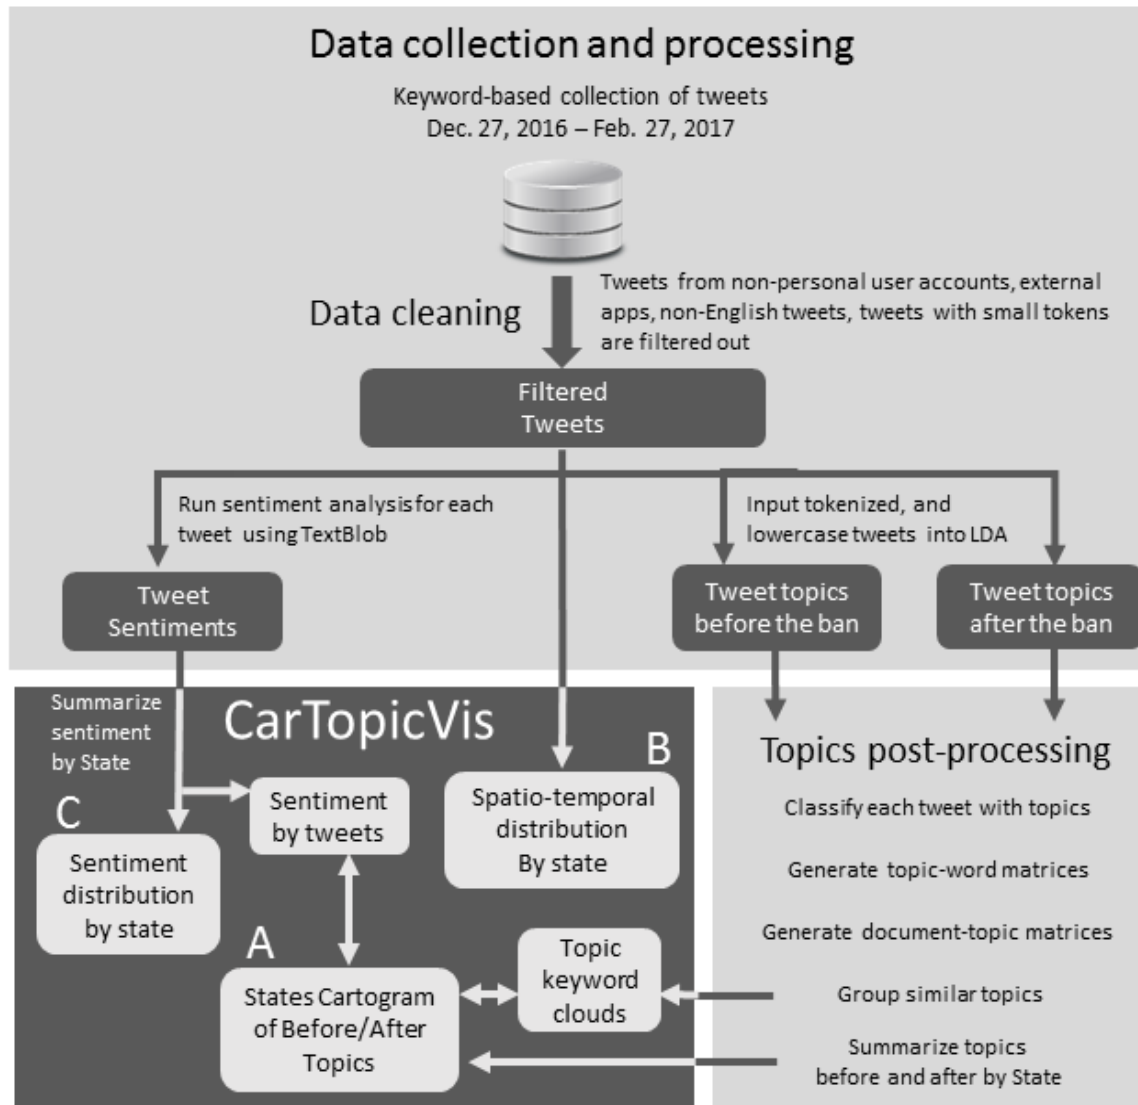 Data collection and processing
Keyword-based collection of tweets
Dec. 27, 2016 – Feb. 27, 2017
Data cleaning
Tweets from non-personal user accounts, external
apps, non-English tweets, tweets with small tokens
are filtered out
Filtered
Tweets
Run sentiment analysis for each
tweet using TextBlob
Input tokenized, and
lowercase tweets into LDA
Tweet
Sentiments
Tweet topics
before the ban
Tweet topics
after the ban
Summarize
sentiment
by State
CarTopicVis
C
Sentiment
distribution
by state
Sentiment
by tweets
B
Spatio-temporal
distribution
By state
A
States Cartogram
of Before/After
Topics
Topic
keyword
clouds
Topics post-processing
Classify each tweet with topics
Generate topic-word matrices
Generate document-topic matrices
Group similar topics
Summarize topics
before and after by State